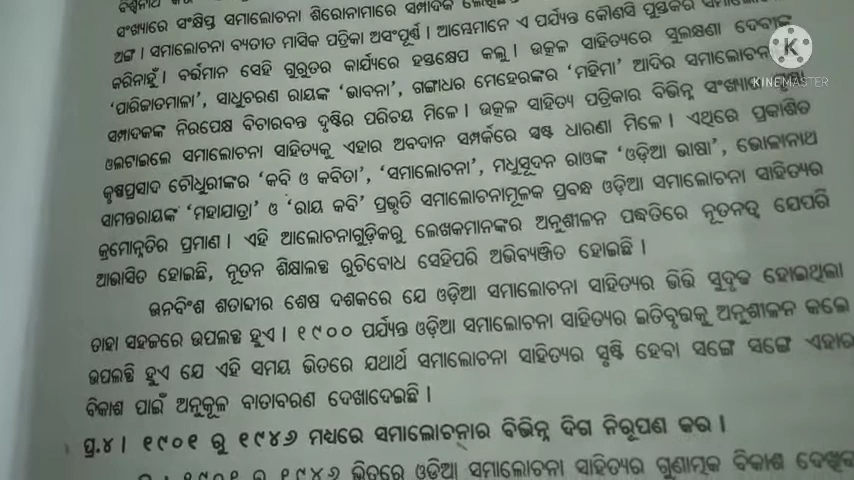 ସଂଖ୍ୟାରେ ସଂକ୍ଷିପ୍ତ ସମାଲୋଚନା ଶିରୋନାମାରେ ସମ୍ପାଦକ
ଅଙ୍ଗ । ସମାଲୋଚନା ବ୍ୟତୀତ ମାସିକ ପତ୍ରିକା ଅସଂପୂର୍ଣ୍ଣ । ଆମ୍ଭେମାନେ ଏ ପର୍ଯ୍ୟନ୍ତ କୌଣସି ପୁସ୍ତକର
କରିନାହୁଁ । ବର୍ତ୍ତମାନ ସେହି ଗୁରୁତର କାର୍ଯ୍ୟରେ ହସ୍ତକ୍ଷେପ କଲୁ । ଉତ୍କଳ ସାହିତ୍ୟରେ ସୁଲକ୍ଷଣା ଦେବୀଙ୍କ
'ପାରିଜାତମାଳା', ସାଧୁଚରଣ ରାୟଙ୍କ 'ଭାବନା', ଗଙ୍ଗାଧର ମେହେରଙ୍କର 'ମହିମା' ଆଦିର
ସମ୍ପାଦକଙ୍କ ନିରପେକ୍ଷ ବିଚାରବନ୍ତ ଦୃଷ୍ଟିର ପରିଚୟ ମିଳେ । ଉତ୍କଳ ସାହିତ୍ୟ ପତ୍ରିକାର ବିଭିନ୍ନ
ଓଲଟାଇଲେ ସମାଲୋଚନା ସାହିତ୍ୟକୁ ଏହାର ଅବଦାନ ସମ୍ପର୍କରେ ସ୍ପଷ୍ଟ ଧାରଣା ମିଳେ । ଏଥିରେ ପ୍ରକାଶିତ
କୃଷ୍ଣପ୍ରସାଦ ଚୌଧୁରୀଙ୍କର 'କବି ଓ କବିତା', 'ସମାଲୋଚନା', ମଧୁସୂଦନ ରାଓଙ୍କ 'ଓଡ଼ିଆ ଭାଷା', ଭୋଳାନାଥ
ସାମନ୍ତରାୟଙ୍କ 'ମହାଯାତ୍ରା' ଓ 'ରାୟ କବି' ପ୍ରଭୃତି ସମାଲୋଚନାମୂଳକ ପ୍ରବନ୍ଧ ଓଡ଼ିଆ ସମାଲୋଚନା ସାହିତ୍ୟର
କ୍ରମୋନ୍ନତିର ପ୍ରମାଣ । ଏହି ଆଲୋଚନାଗୁଡ଼ିକରୁ ଲେଖକମାନଙ୍କର ଅନୁଶୀଳନ ପଦ୍ଧତିରେ ନୂତନତ୍ୱ ଯେପରି
ଆଭାସିତ ହୋଇଛି, ନୂତନ ଶିକ୍ଷାଲବ୍ଧ ରୁଚିବୋଧ ସେହିପରି ଅଭିବ୍ୟଞ୍ଜିତ ହୋଇଛି ।
ଊନବିଂଶ ଶତାବ୍ଦୀର ଶେଷ ଦଶକରେ ଯେ ଓଡ଼ିଆ ସମାଲୋଚନା ସାହିତ୍ୟର ଭିତ୍ତି ସୁଦୃଢ ହୋଇଥିଲା
ତାହା ସହଜରେ ଉପଲବ୍ଧ ହୁଏ । ୧୯୦୦ ପର୍ଯ୍ୟନ୍ତ ଓଡ଼ିଆ ସମାଲୋଚନା ସାହିତ୍ୟର ଇତିବୃତ୍ତକୁ ଅନୁଶୀଳନ କଲେ
ଉପଲବ୍ଧି ହୁଏ ଯେ ଏହି ସମୟ ଭିତରେ ଯଥାର୍ଥ ସମାଲୋଚନା ସାହିତ୍ୟର ସୃଷ୍ଟି ହେବା ସଙ୍ଗେ ସଙ୍ଗେ ଏହାର
ବିକାଶ ପାଇଁ ଅନୁକୂଳ ବାତାବରଣ ଦେଖାଦେଇଛି ।
ପ୍ର.୪ । ୧୯୦୧ ରୁ ୧୯୪୬ ମଧ୍ୟରେ ସମାଲୋଚନାର ବିଭିନ୍ନ ଦିଗ ନିରୂପଣ କର ।
୧୯୦୧ ରୁ ୧୯୪୬ ଭିତରେ ଓଡ଼ିଆ ସମାଲୋଚନା ସାହିତ୍ୟର ଗୁଣାତ୍ମକ ବିକାଶ
KINEMASTER